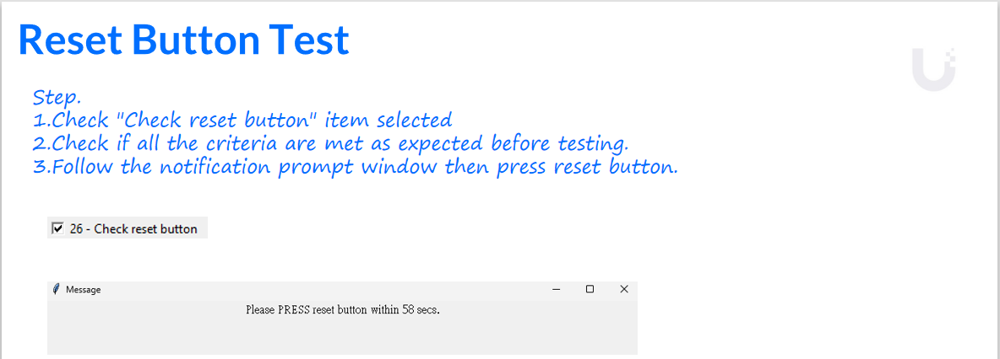 Reset Button Test
Step.
1.Check "Check reset button" item selected
2.Check if all the criteria are met as expected before testing.
3.Follow the notification prompt window then press reset button.
26 - Check reset button
Message
Please PRESS reset button within 58 secs.